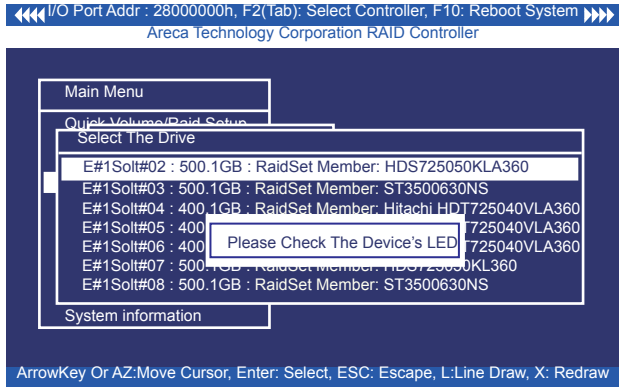 I/O Port Addr : 28000000h, F2(Tab): Select Controller, F10: Reboot System
Areca Technology Corporation RAID Controller
Main Menu
Quick Volume/Raid Setup
Select The Drive
E#1Solt#02 : 500.1GB : RaidSet Member: HDS725050KLA360
E#1Solt#03 : 500.1GB : RaidSet Member: ST3500630NS
E#1Solt#04 : 400.1GB : RaidSet Member: Hitachi HDT725040VLA360
E#1Solt#05 : 400 T725040VLA360
E#1Solt#06 : 400 T725040VLA360
Please Check The Device's LED
E#1Solt#07 : 500.1GB : RaidSet Member: HDS725050KL360
E#1Solt#08 : 500.1GB : RaidSet Member: ST3500630NS
System information
ArrowKey Or AZ:Move Cursor, Enter: Select, ESC: Escape, L:Line Draw, X: Redraw